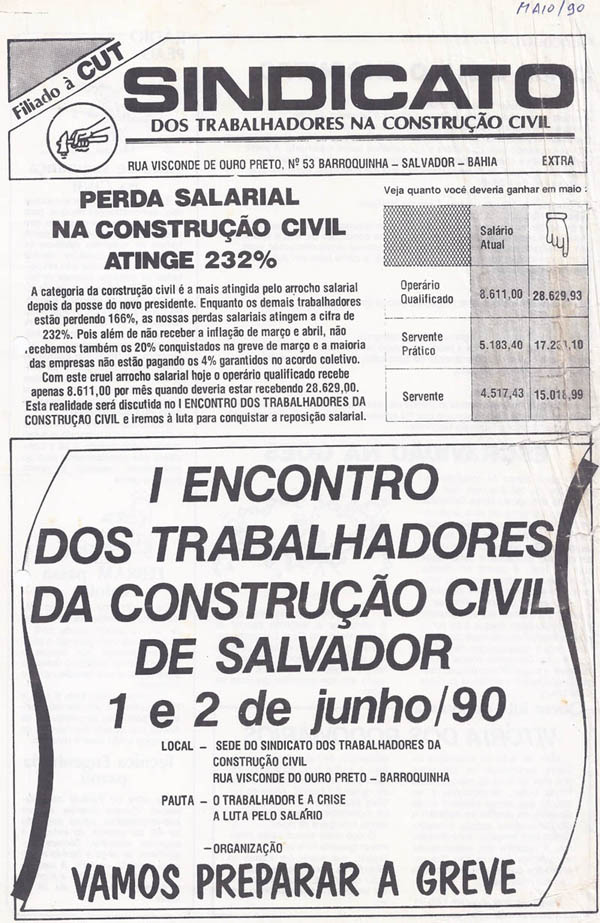 MAIO/90
Filiado à CUT
SINDICATO
DOS TRABALHADORES NA CONSTRUÇÃO CIVIL
RUA VISCONDE DE OURO PRETO, Nº 53 BARROQUINHA – SALVADOR – BAHIA EXTRA
PERDA SALARIAL
NA CONSTRUÇÃO CIVIL
ATINGE 232%
A categoria da construção civil é a mais atingida pelo arrocho salarial
depois da posse do novo presidente. Enquanto os demais trabalhadores
estão perdendo 166%, as nossas perdas salariais atingem a cifra de
232%. Pois além de não receber a inflação de março e abril, não
recebemos também os 20% conquistados na greve de março e a maioria
das empresas não estão pagando os 4% garantidos no acordo coletivo.
Com este cruel arrocho salarial hoje o operário qualificado recebe
apenas 8.611,00 por mês quando deveria estar recebendo 28.629,00.
Esta realidade será discutida no I ENCONTRO DOS TRABALHADORES DA
CONSTRUÇÃO CIVIL e iremos à luta para conquistar a reposição salarial.
Veja quanto você deveria ganhar em maio :
Salário
Atual
Operário
Qualificado 8.611,00 28.629,93
Servente
Prático 5.183,40
Servente 4.517,43
I ENCONTRO
DOS TRABALHADORES
DA CONSTRUÇÃO CIVIL
DE SALVADOR
1 e 2 de junho/90
LOCAL – SEDE DO SINDICATO DOS TRABALHADORES DA
CONSTRUÇÃO CIVIL
RUA VISCONDE DO OURO PRETO – BARROQUINHA
PAUTA – O TRABALHADOR E A CRISE
A LUTA PELO SALÁRIO
– ORGANIZAÇÃO
VAMOS PREPARAR A GREVE